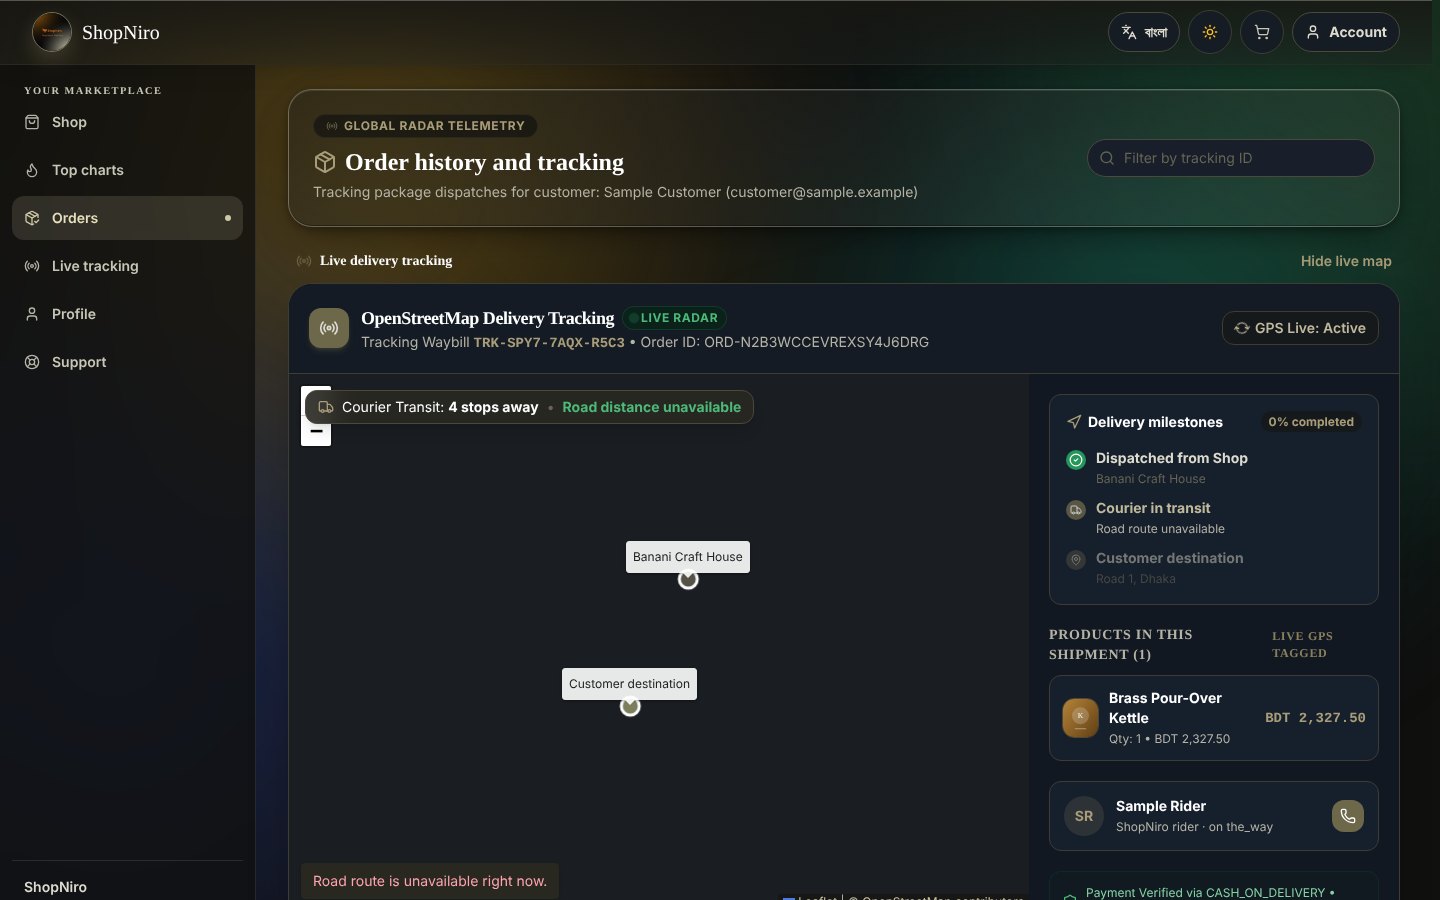 ShopNiro
বাংলা
Account
YOUR MARKETPLACE
Shop
Top charts
Orders
Live tracking
Profile
Support
ShopNiro
GLOBAL RADAR TELEMETRY
Order history and tracking
Tracking package dispatches for customer: Sample Customer (customer@sample.example)
Filter by tracking ID
Live delivery tracking
Hide live map
OpenStreetMap Delivery Tracking LIVE RADAR
Tracking Waybill TRK-SPY7-7AQX-R5C3 • Order ID: ORD-N2B3WCCEVREXSY4J6DRG
GPS Live: Active
Courier Transit: 4 stops away • Road distance unavailable
−
Banani Craft House
Customer destination
Road route is unavailable right now.
Leaflet | © OpenStreetMap contributors
Delivery milestones
0% completed
Dispatched from Shop
Banani Craft House
Courier in transit
Road route unavailable
Customer destination
Road 1, Dhaka
PRODUCTS IN THIS
SHIPMENT (1)
LIVE GPS
TAGGED
K
Brass Pour-Over
Kettle
Qty: 1 • BDT 2,327.50
BDT 2,327.50
SR
Sample Rider
ShopNiro rider · on the_way
Payment Verified via CASH_ON_DELIVERY •